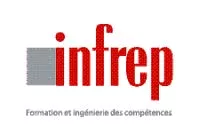 infrep
Formation et ingénierie des compétences